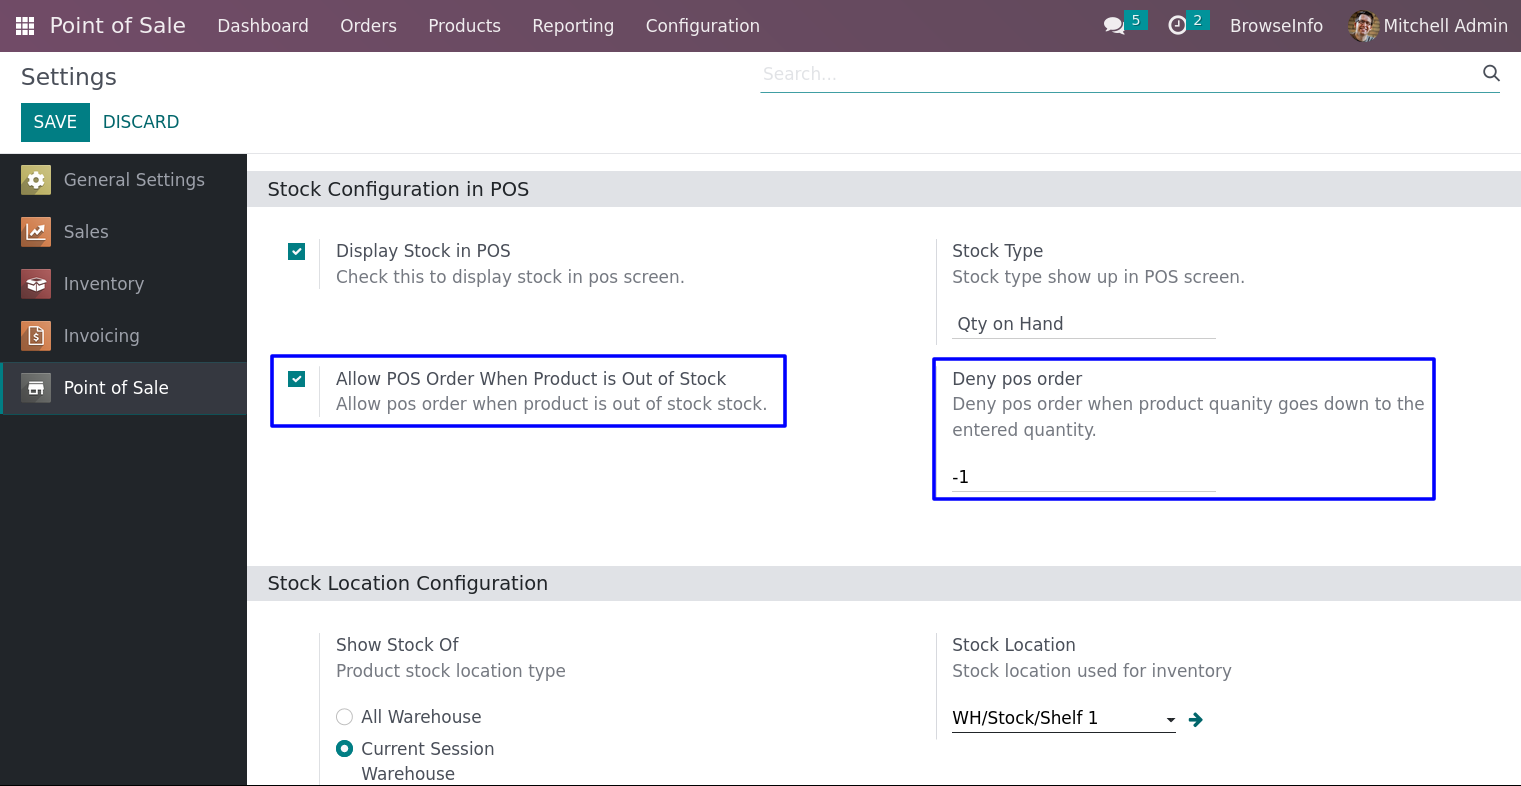 Point of Sale Dashboard Orders Products Reporting Configuration 5 2 BrowseInfo Mitchell Admin
Settings
Search...
SAVE DISCARD
General Settings
Sales
Inventory
Invoicing
Point of Sale
Stock Configuration in POS
Display Stock in POS
Check this to display stock in pos screen.
Stock Type
Stock type show up in POS screen.
Qty on Hand
Allow POS Order When Product is Out of Stock
Allow pos order when product is out of stock stock.
Deny pos order
Deny pos order when product quanity goes down to the
entered quantity.
-1
Stock Location Configuration
Show Stock Of
Product stock location type
All Warehouse
Current Session
Warehouse
Stock Location
Stock location used for inventory
WH/Stock/Shelf 1